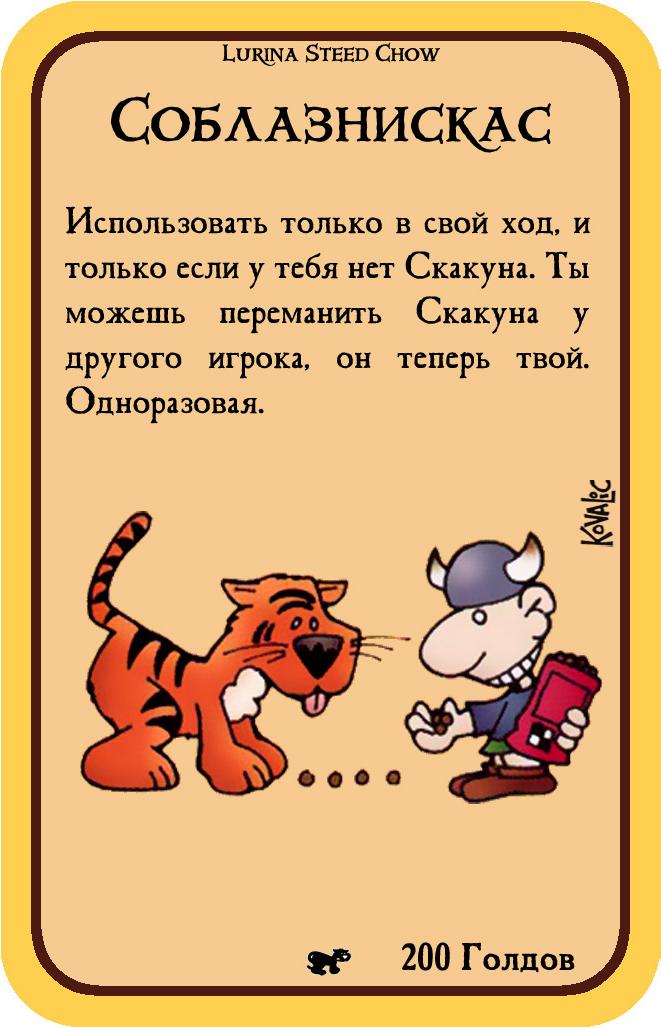 Lurina Steed Chow
Соблазнискас
Использовать только в свой ход, и
только если у тебя нет Скакуна. Ты
можешь переманить Скакуна у
другого игрока, он теперь твой.
Одноразовая.
Kovalic
200 Голдов